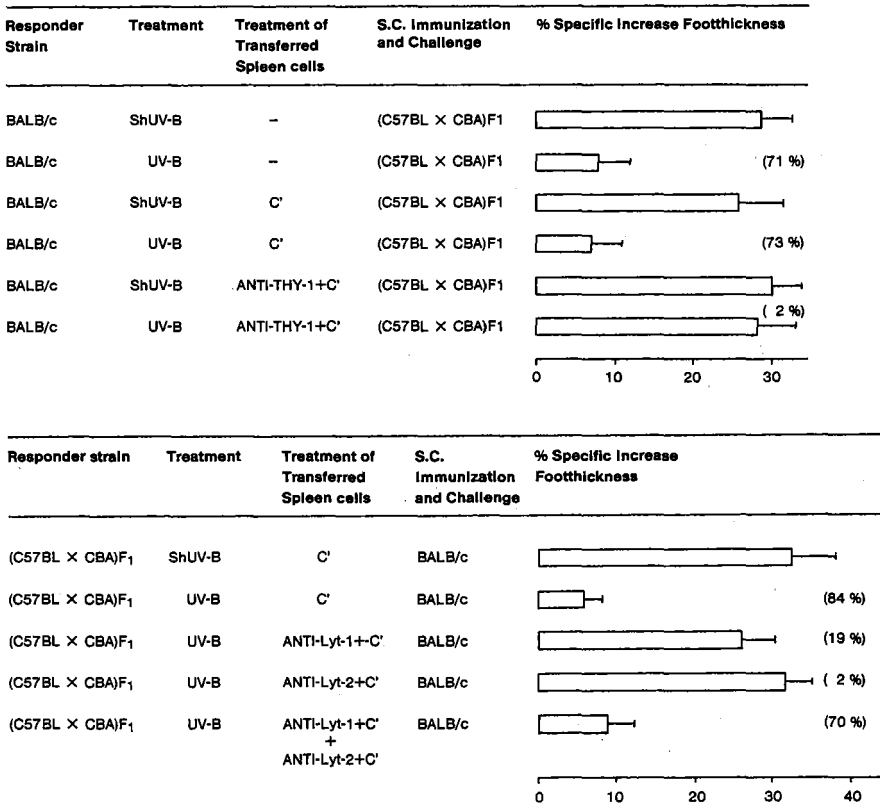 Responder Strain Treatment Treatment of Transferred Spleen cells S.C. Immunization and Challenge % Specific Increase Footthickness
BALB/c ShUV-B – (C57BL × CBA)F1
BALB/c UV-B – (C57BL × CBA)F1 (71 %)
BALB/c ShUV-B C' (C57BL × CBA)F1
BALB/c UV-B C' (C57BL × CBA)F1 (73 %)
BALB/c ShUV-B ANTI-THY-1+C' (C57BL × CBA)F1
( 2 %)
BALB/c UV-B ANTI-THY-1+C' (C57BL × CBA)F1
0 10 20 30
Responder strain Treatment Treatment of Transferred Spleen cells S.C. Immunization and Challenge % Specific Increase Footthickness
(C57BL × CBA)F1 ShUV-B C' BALB/c
(C57BL × CBA)F1 UV-B C' BALB/c (84 %)
(C57BL × CBA)F1 UV-B ANTI-Lyt-1+-C' BALB/c (19 %)
(C57BL × CBA)F1 UV-B ANTI-Lyt-2+C' BALB/c ( 2 %)
(C57BL × CBA)F1 UV-B ANTI-Lyt-1+C' BALB/c (70 %)
+
ANTI-Lyt-2+C'
0 10 20 30 40